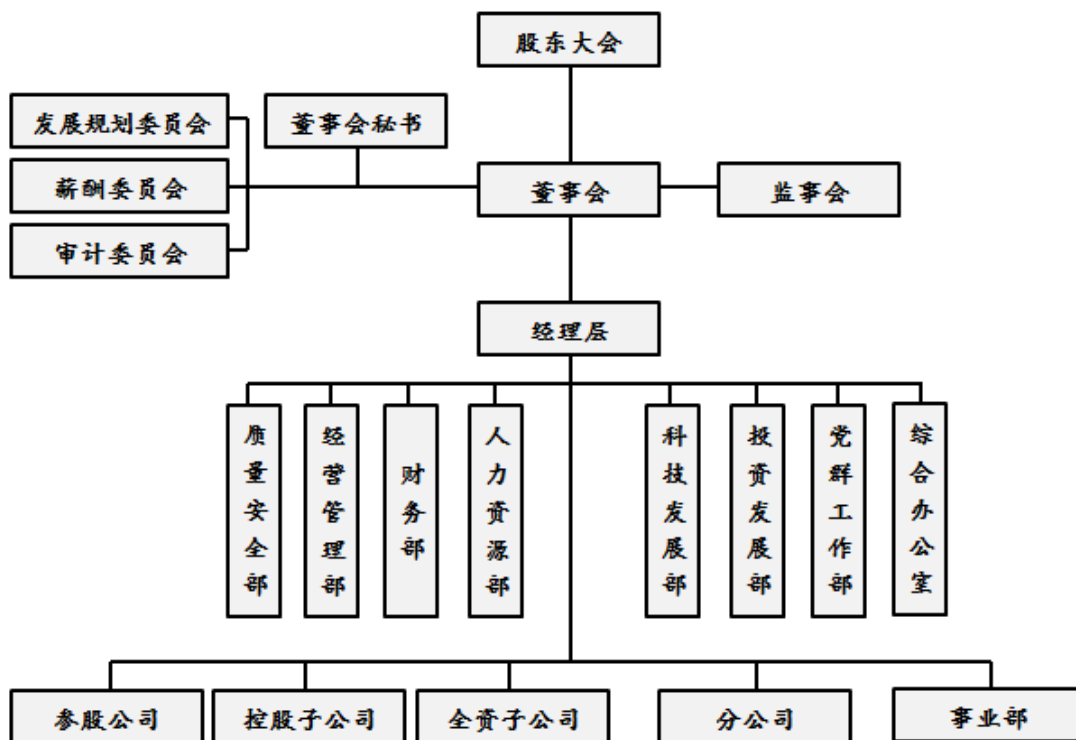 股东大会
发展规划委员会
董事会秘书
薪酬委员会
董事会
监事会
审计委员会
经理层
质量安全部
经营管理部
财务部
人力资源部
科技发展部
投资发展部
党群工作部
综合办公室
参股公司
控股子公司
全资子公司
分公司
事业部